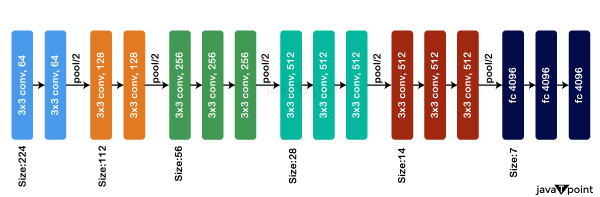 3x3 conv, 64
3x3 conv, 64
pool/2
3x3 conv, 128
3x3 conv, 128
pool/2
3x3 conv, 256
3x3 conv, 256
3x3 conv, 256
pool/2
3x3 conv, 512
3x3 conv, 512
3x3 conv, 512
pool/2
3x3 conv, 512
3x3 conv, 512
3x3 conv, 512
pool/2
fc 4096
fc 4096
fc 4096
Size:224
Size:112
Size:56
Size:28
Size:14
Size:7
javaTpoint